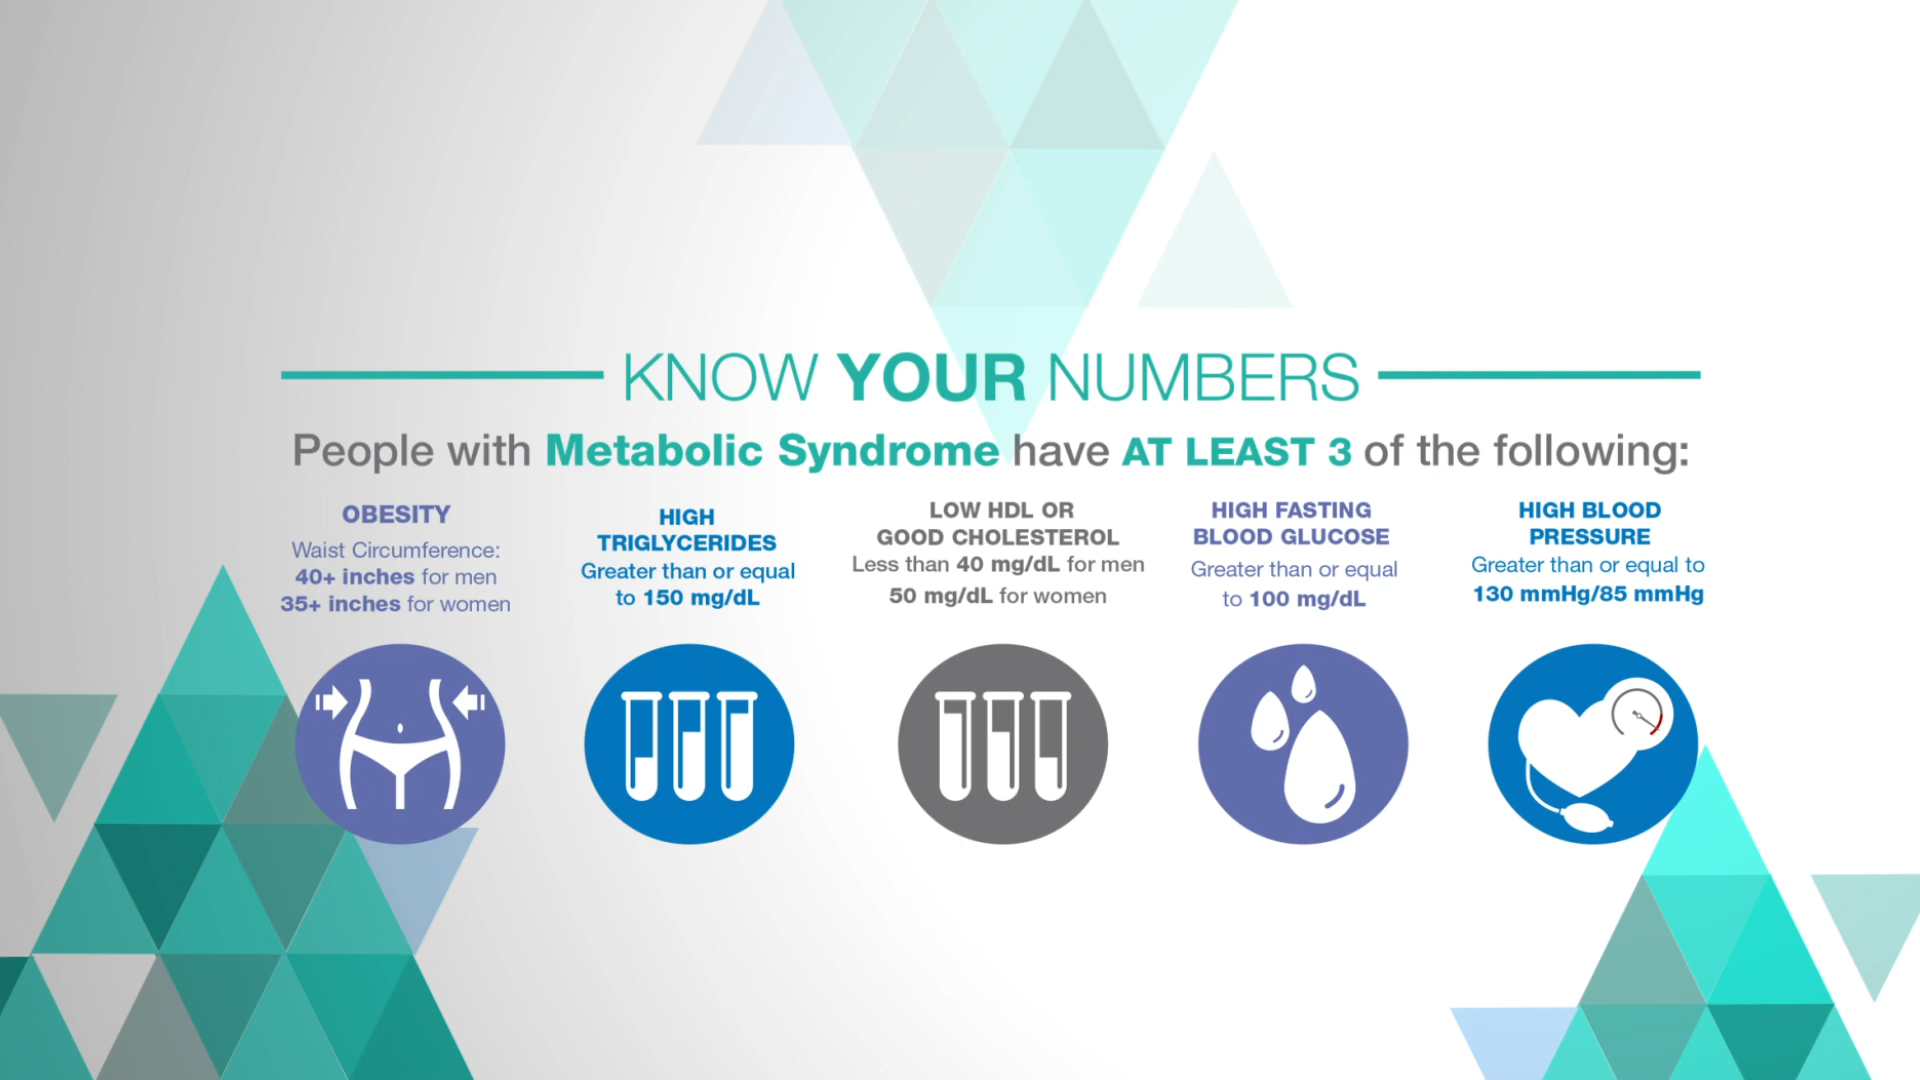 KNOW YOUR NUMBERS
People with Metabolic Syndrome have AT LEAST 3 of the following:
OBESITY
Waist Circumference:
40+ inches for men
35+ inches for women
HIGH
TRIGLYCERIDES
Greater than or equal
to 150 mg/dL
LOW HDL OR
GOOD CHOLESTEROL
Less than 40 mg/dL for men
50 mg/dL for women
HIGH FASTING
BLOOD GLUCOSE
Greater than or equal
to 100 mg/dL
HIGH BLOOD
PRESSURE
Greater than or equal to
130 mmHg/85 mmHg